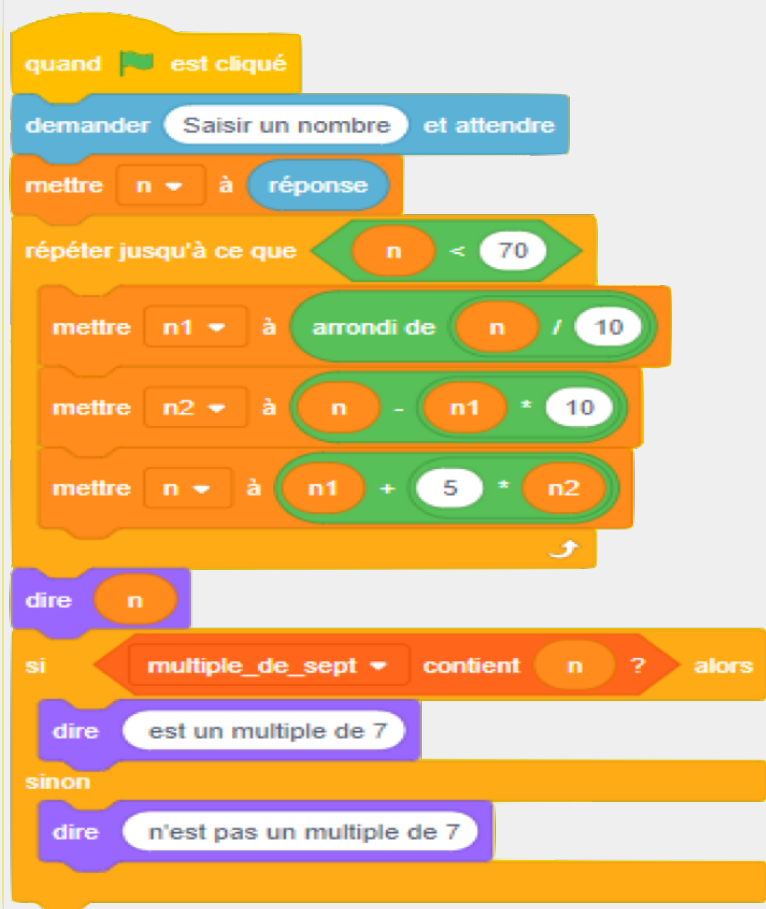 quand est cliqué
demander Saisir un nombre et attendre
mettre n à réponse
répéter jusqu'à ce que n < 70
mettre n1 à arrondi de n / 10
mettre n2 à n - n1 * 10
mettre n à n1 + 5 * n2
dire n
si multiple_de_sept contient n ? alors
dire est un multiple de 7
sinon
dire n'est pas un multiple de 7